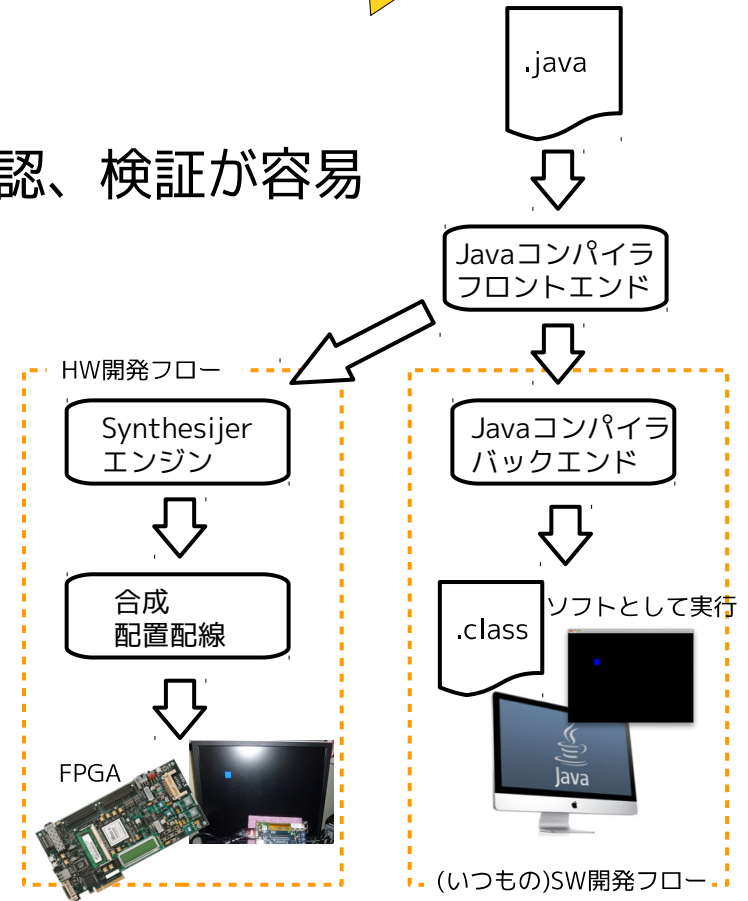 .java
認、検証が容易
Javaコンパイラ
フロントエンド
HW開発フロー
Synthesijer
エンジン
合成
配置配線
FPGA
Javaコンパイラ
バックエンド
.class
ソフトとして実行
Java
(いつもの)SW開発フロー